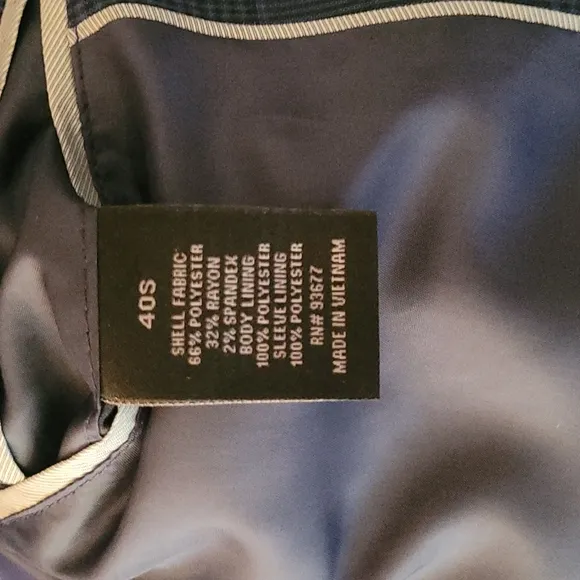 40S
SHELL FABRIC
66% POLYESTER
32% RAYON
2% SPANDEX
BODY LINING
100% POLYESTER
SLEEVE LINING
100% POLYESTER
RN# 93677
MADE IN VIETNAM